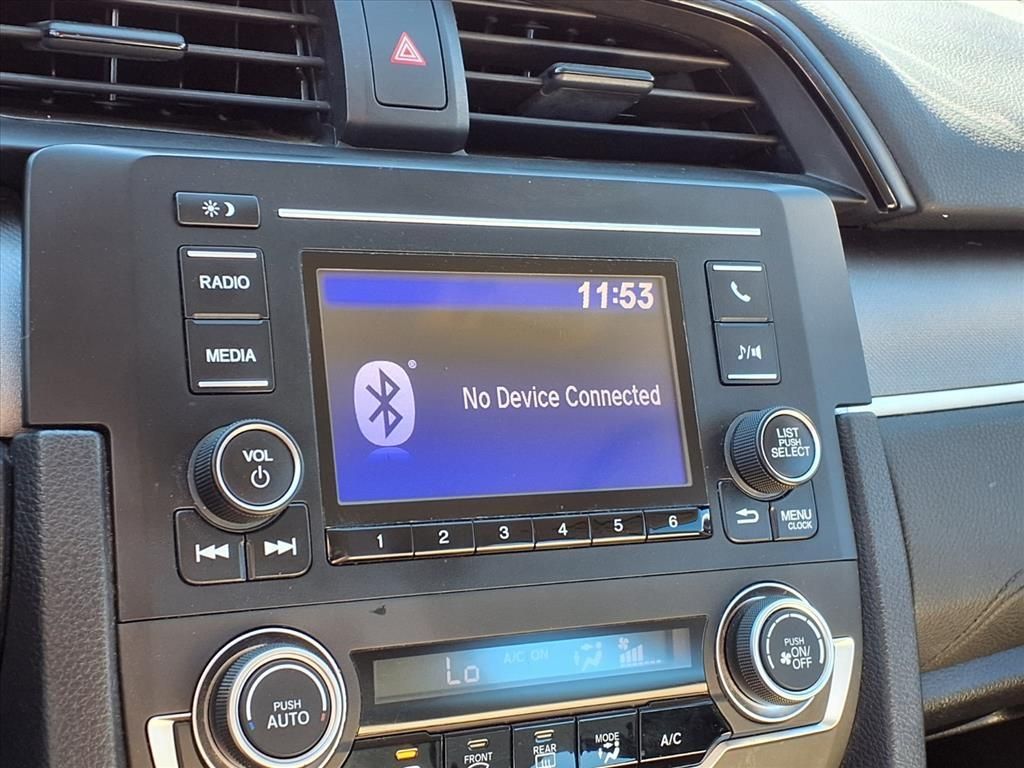 RADIO
MEDIA
11:53
®
No Device Connected
VOL
LIST
PUSH
SELECT
1 2 3 4 5 6
MENU
CLOCK
PUSH
AUTO
Lo
A/C ON
PUSH
ON/
OFF
FRONT
REAR
MODE
A/C